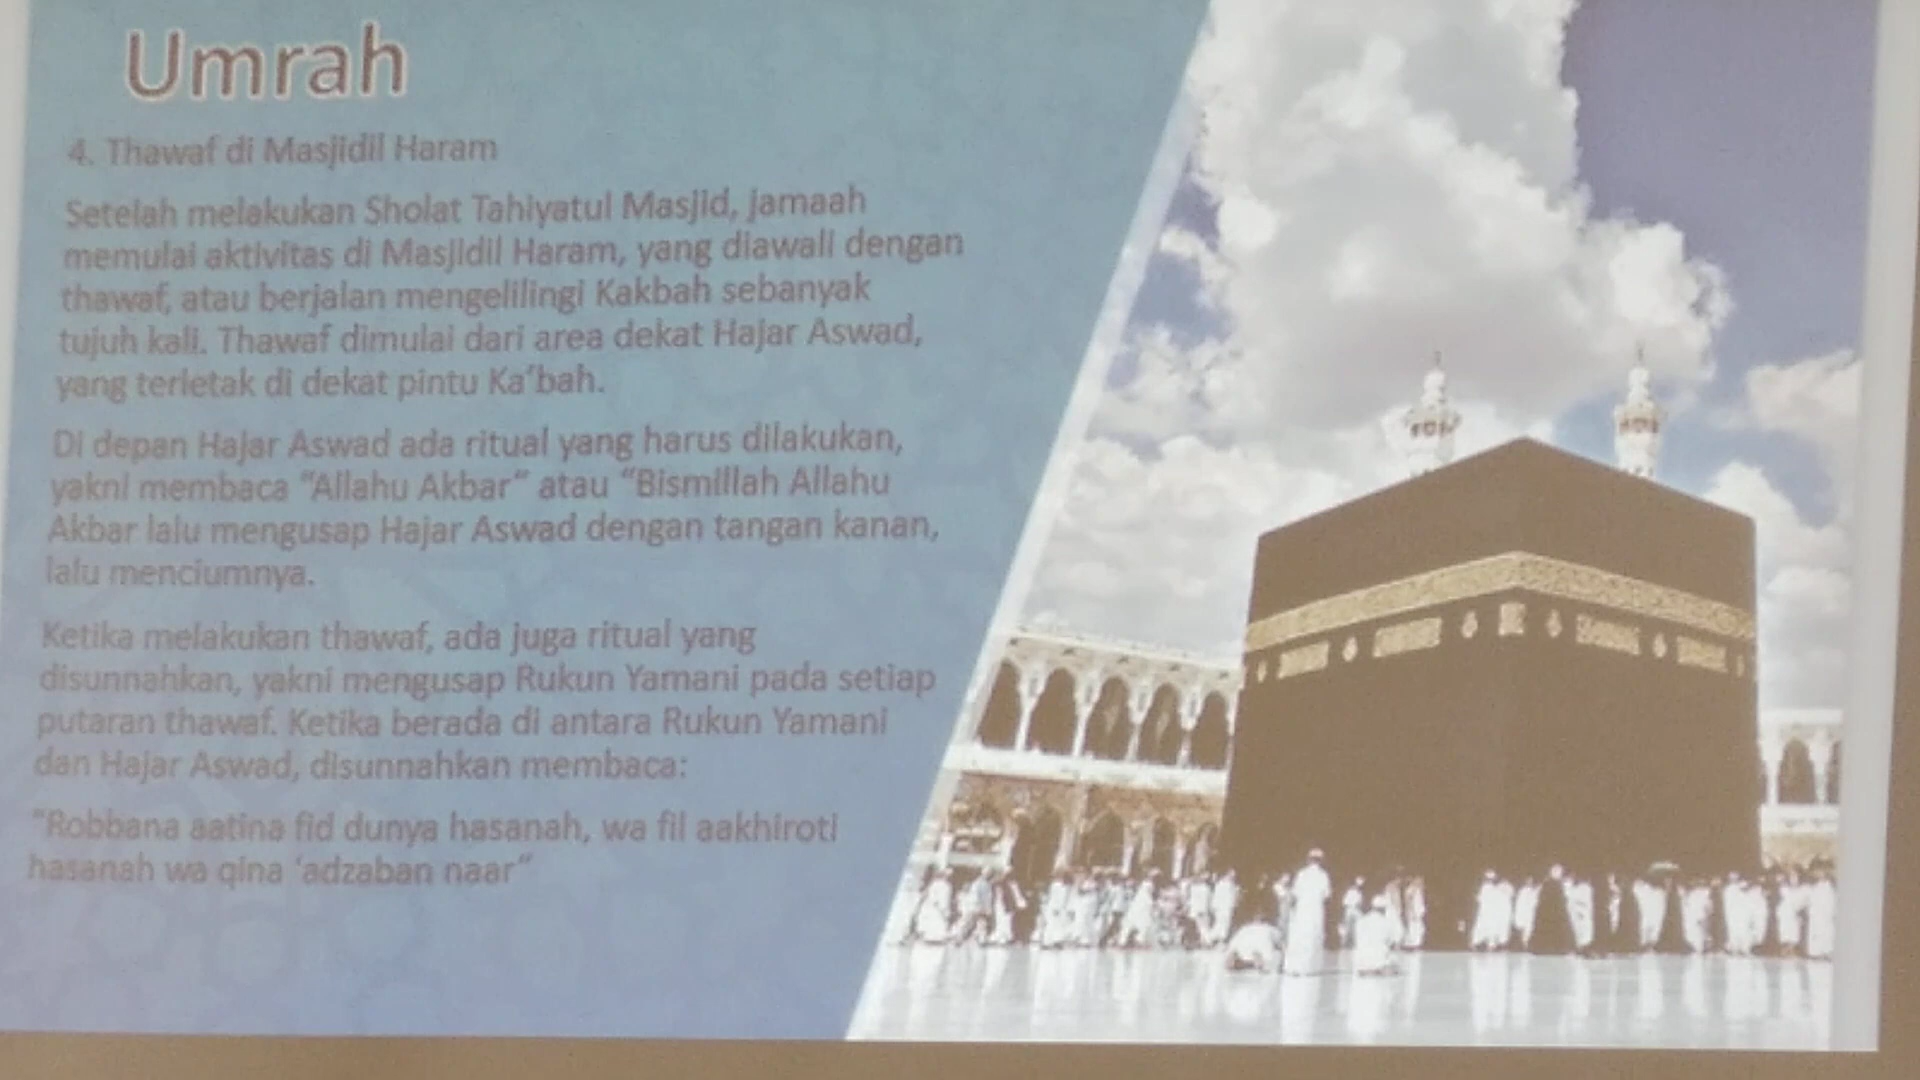 Umrah
4. Thawaf di Masjidil Haram
Setelah melakukan Sholat Tahiyatul Masjid, jamaah
memulai aktivitas di Masjidil Haram, yang diawali dengan
thawaf, atau berjalan mengelilingi Kakbah sebanyak
tujuh kali. Thawaf dimulai dari area dekat Hajar Aswad,
yang terletak di dekat pintu Ka'bah.
Di depan Hajar Aswad ada ritual yang harus dilakukan,
yakni membaca "Allahu Akbar" atau "Bismillah Allahu
Akbar lalu mengusap Hajar Aswad dengan tangan kanan,
lalu menciumnya.
Ketika melakukan thawaf, ada juga ritual yang
disunnahkan, yakni mengusap Rukun Yamani pada setiap
putaran thawaf. Ketika berada di antara Rukun Yamani
dan Hajar Aswad, disunnahkan membaca:
"Robbana aatina fid dunya hasanah, wa fil aakhiroti
hasanah wa qina 'adzaban naar"